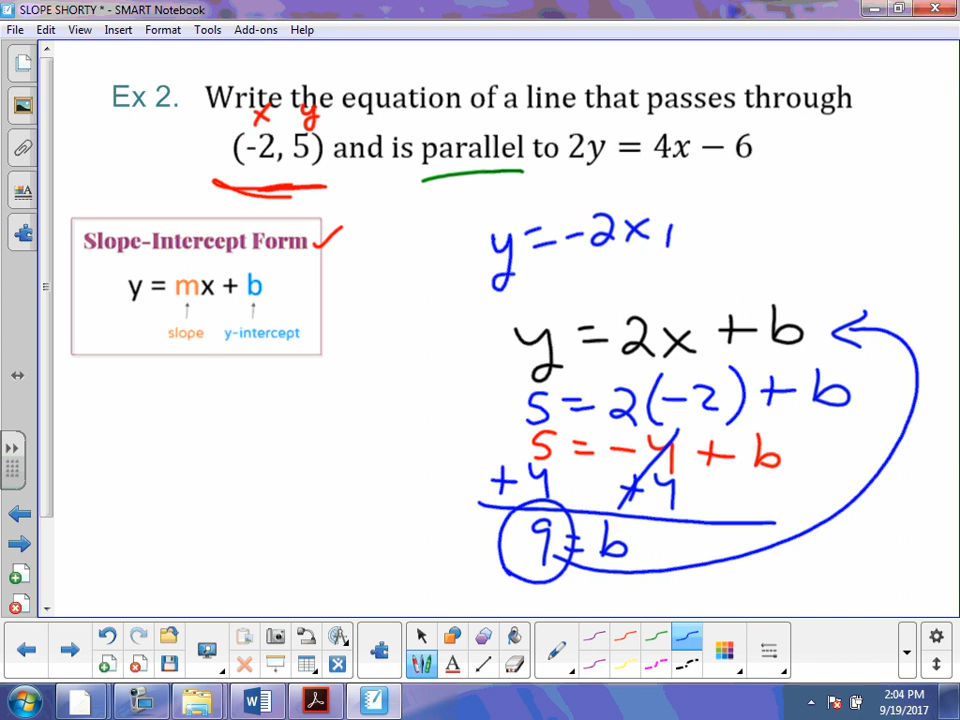 SLOPE SHORTY * - SMART Notebook
File Edit View Insert Format Tools Add-ons Help
Ex 2. Write the equation of a line that passes through
x y
(-2, 5) and is parallel to 2y = 4x − 6
Slope-Intercept Form
y = mx + b
slope y-intercept
y = -2x
y = 2x + b
5 = 2(-2) + b
5 = -4 + b
+4 +4
9 = b
2:04 PM
9/19/2017